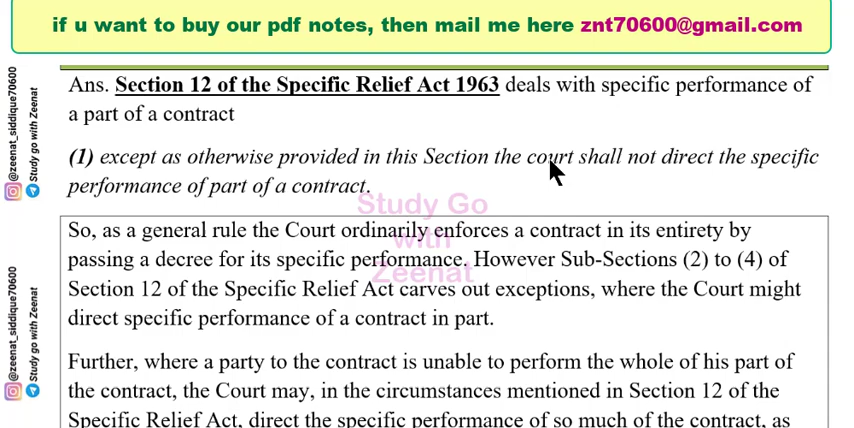 if u want to buy our pdf notes, then mail me here znt70600@gmail.com
Ans. Section 12 of the Specific Relief Act 1963 deals with specific performance of
a part of a contract
(1) except as otherwise provided in this Section the court shall not direct the specific
performance of part of a contract.
So, as a general rule the Court ordinarily enforces a contract in its entirety by
passing a decree for its specific performance. However Sub-Sections (2) to (4) of
Section 12 of the Specific Relief Act carves out exceptions, where the Court might
direct specific performance of a contract in part.
Further, where a party to the contract is unable to perform the whole of his part of
the contract, the Court may, in the circumstances mentioned in Section 12 of the
Specific Relief Act, direct the specific performance of so much of the contract, as
Study Go
with
Zeenat
@zeenat_siddique70600
Study go with Zeenat
@zeenat_siddique70600
Study go with Zeenat